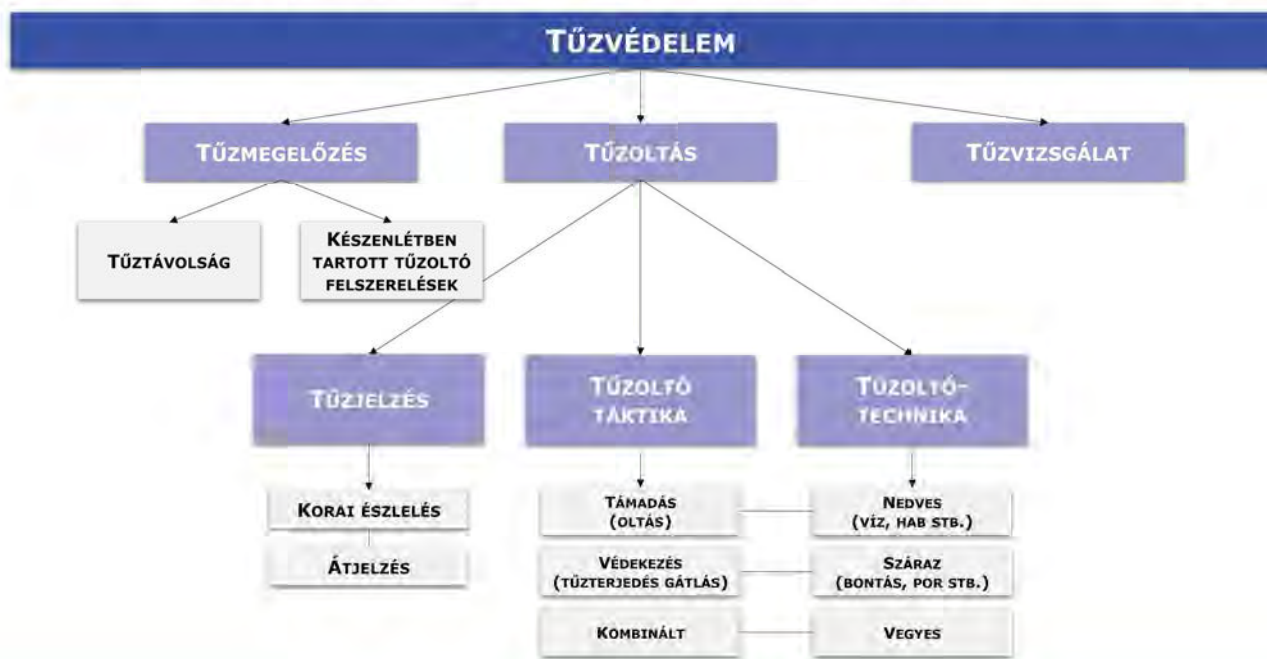 TŰZVÉDELEM
TŰZMEGELŐZÉS
TŰZOLTÁS
TŰZVIZSGÁLAT
TŰZTÁVOLSÁG
KÉSZENLÉTBEN
TARTOTT TŰZOLTÓ
FELSZERELÉSEK
TŰZJELZÉS
TŰZOLTÓ
TAKTIKA
TŰZOLTÓ-
TECHNIKA
KORAI ÉSZLELÉS
ÁTJELZÉS
TÁMADÁS
(OLTÁS)
NEDVES
(VÍZ, HAB STB.)
VÉDEKEZÉS
(TŰZTERJEDÉS GÁTLÁS)
SZÁRAZ
(BONTÁS, POR STB.)
KOMBINÁLT
VEGYES